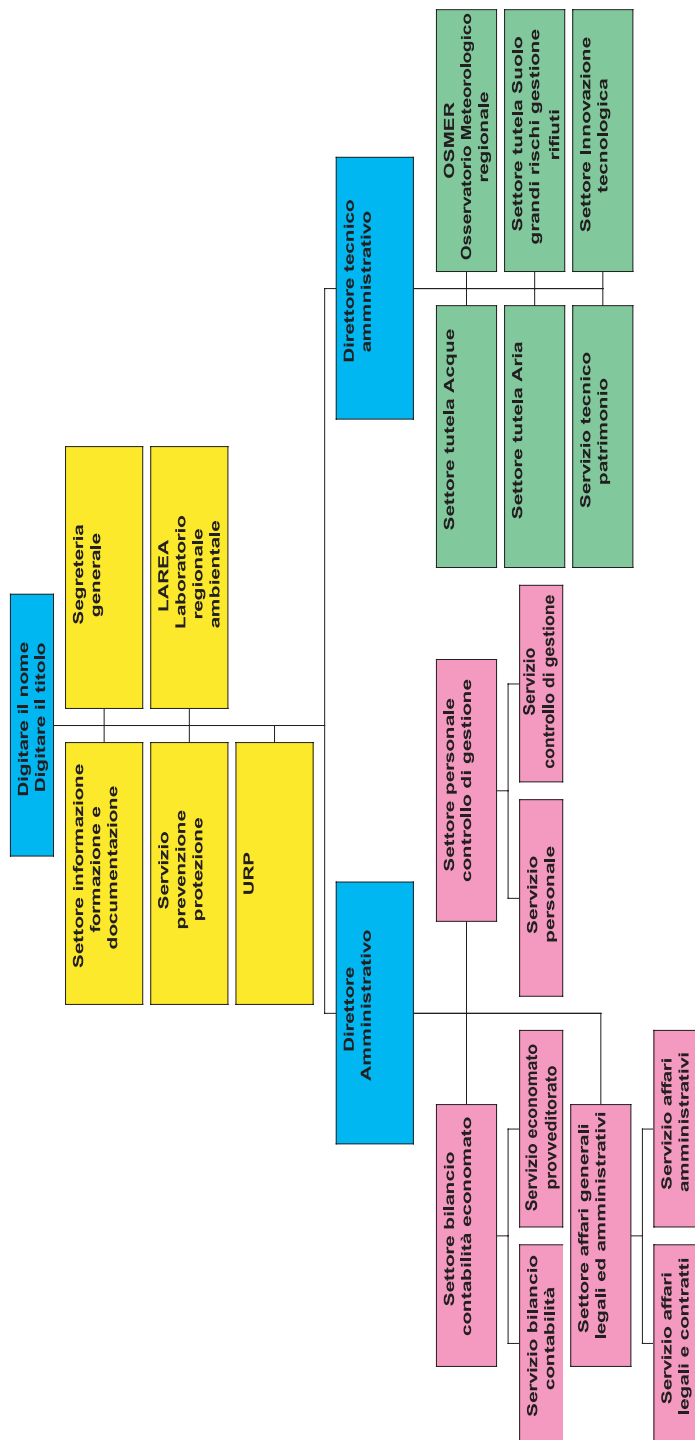 Digitare il nome
Digitare il titolo
Settore informazione
formazione e
documentazione
Segreteria
generale
Servizio
prevenzione
protezione
LAREA
Laboratorio
regionale
ambientale
URP
Direttore
Amministrativo
Direttore tecnico
ammnistrativo
Settore bilancio
contabilità economato
Servizio bilancio
contabilità
Servizio economato
provveditorato
Settore personale
controllo di gestione
Servizio
personale
Servizio
controllo di gestione
Settore affari generali
legali ed amministrativi
Servizio affari
legali e contratti
Servizio affari
amministrativi
Settore tutela Acque
OSMER
Osservatorio Meteorologico
regionale
Settore tutela Aria
Settore tutela Suolo
grandi rischi gestione
rifiuti
Servizio tecnico
patrimonio
Settore Innovazione
tecnologica